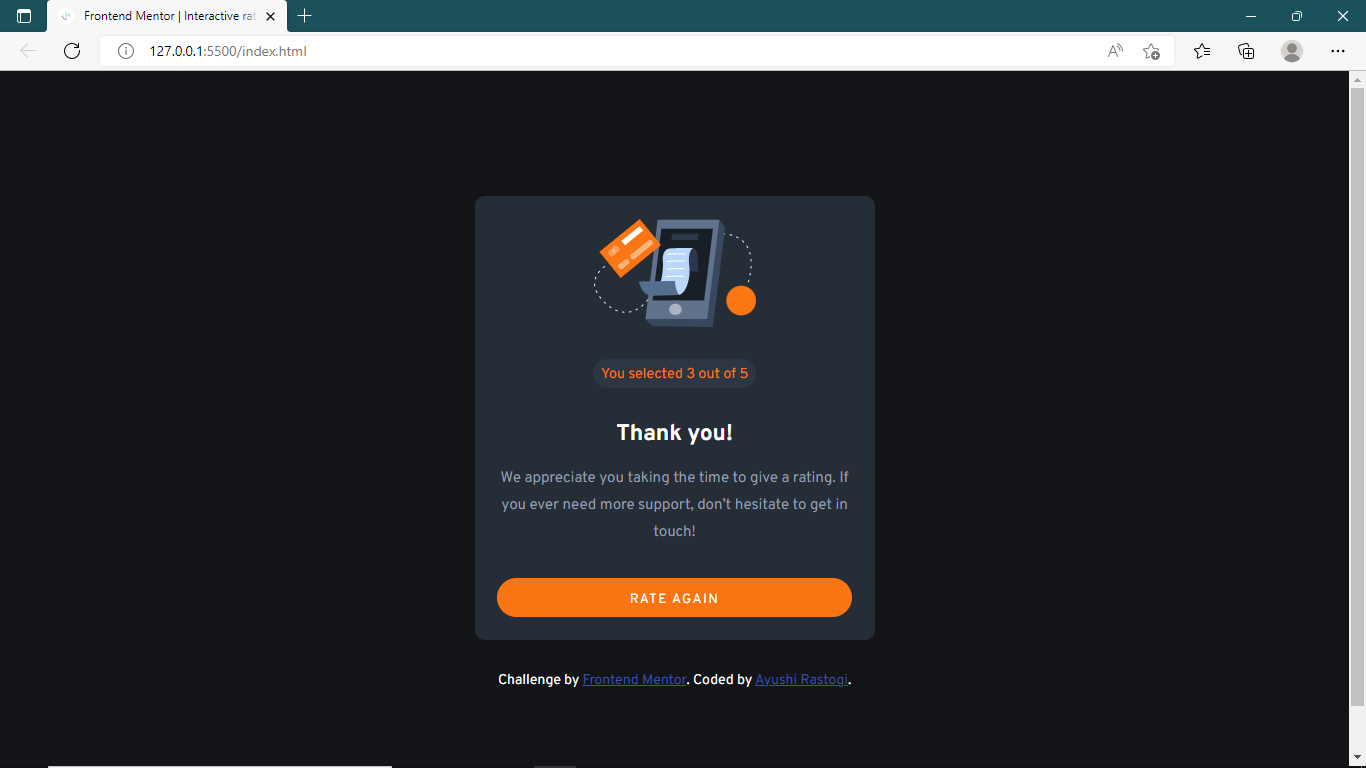 Frontend Mentor | Interactive rat
127.0.0.1:5500/index.html
You selected 3 out of 5
Thank you!
We appreciate you taking the time to give a rating. If
you ever need more support, don’t hesitate to get in
touch!
RATE AGAIN
Challenge by Frontend Mentor. Coded by Ayushi Rastogi.